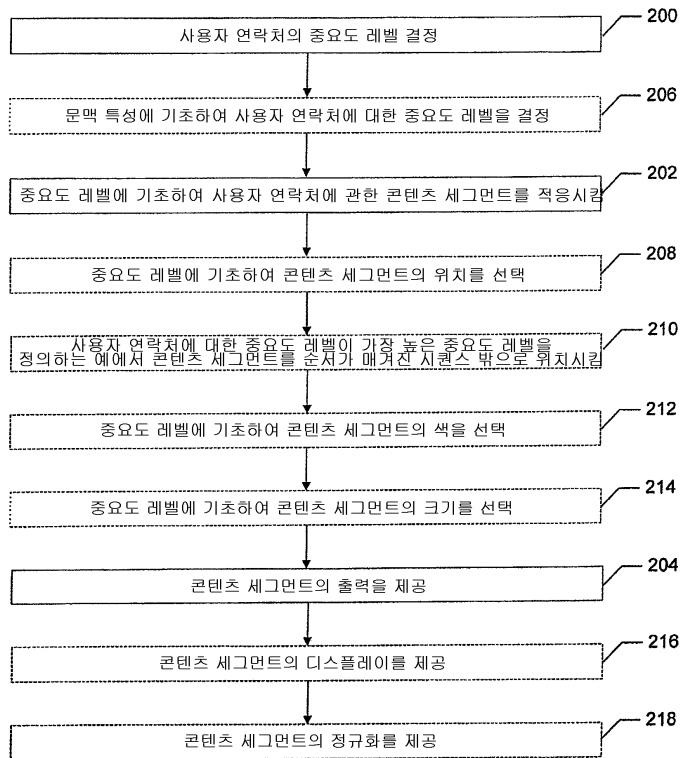 200
사용자 연락처의 중요도 레벨 결정
206
문맥 특성에 기초하여 사용자 연락처에 대한 중요도 레벨을 결정
202
중요도 레벨에 기초하여 사용자 연락처에 관한 콘텐츠 세그먼트를 적응시킴
208
중요도 레벨에 기초하여 콘텐츠 세그먼트의 위치를 선택
210
사용자 연락처에 대한 중요도 레벨이 가장 높은 중요도 레벨을
정의하는 예에서 콘텐츠 세그먼트를 순서가 매겨진 시퀀스 밖으로 위치시킴
212
중요도 레벨에 기초하여 콘텐츠 세그먼트의 색을 선택
214
중요도 레벨에 기초하여 콘텐츠 세그먼트의 크기를 선택
204
콘텐츠 세그먼트의 출력을 제공
216
콘텐츠 세그먼트의 디스플레이를 제공
218
콘텐츠 세그먼트의 정규화를 제공